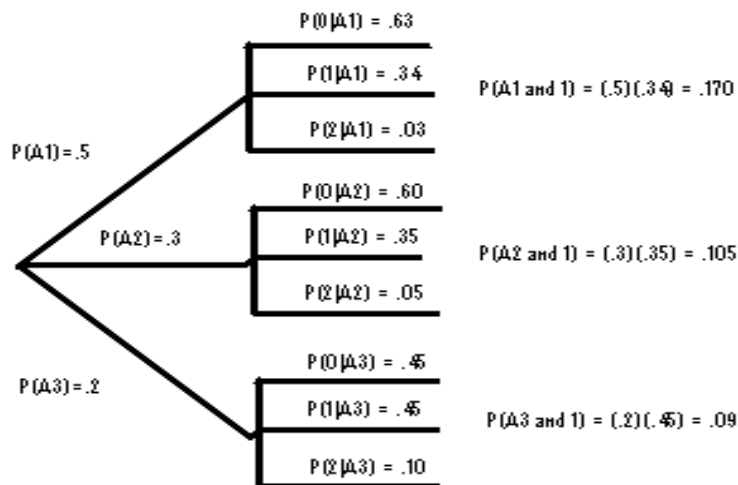 P(0|A1) = .63
P(1|A1) = .34
P(A1 and 1) = (.5)(.34) = .170
P(2|A1) = .03
P(A1) = .5
P(0|A2) = .60
P(A2) = .3
P(1|A2) = .35
P(A2 and 1) = (.3)(.35) = .105
P(2|A2) = .05
P(0|A3) = .45
P(A3) = .2
P(1|A3) = .45
P(A3 and 1) = (.2)(.45) = .09
P(2|A3) = .10